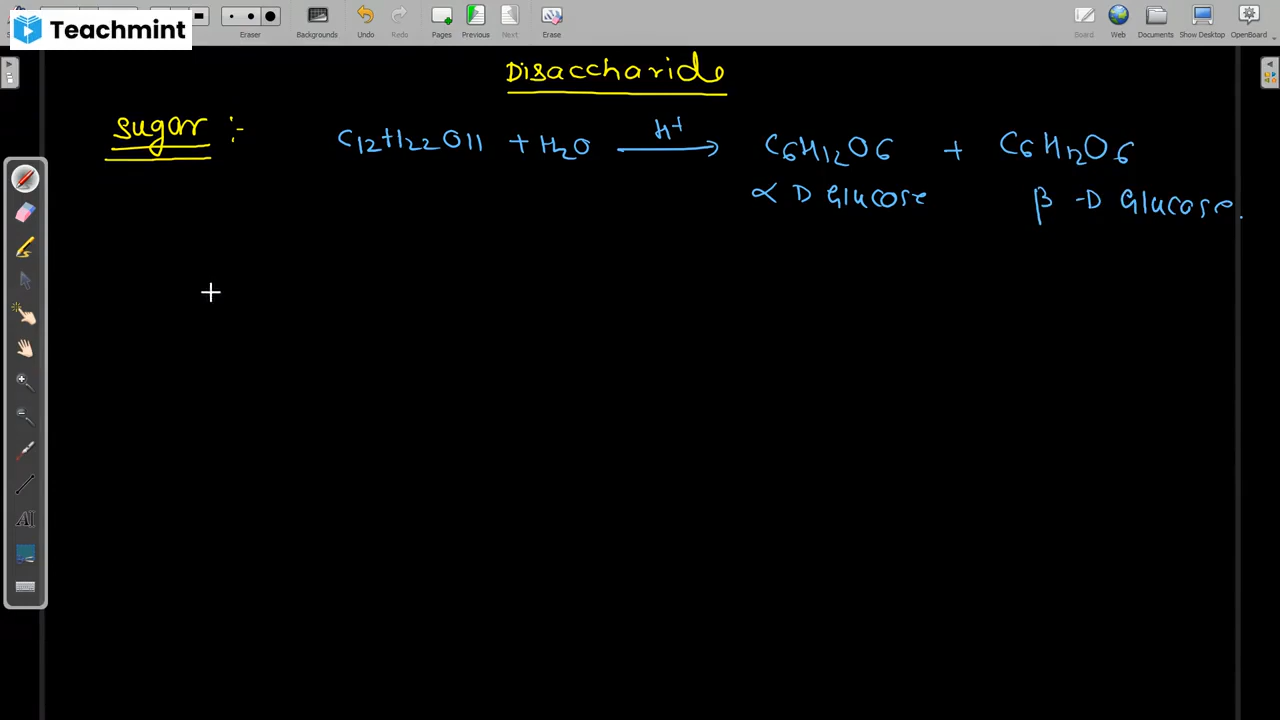 Teachmint
Eraser Backgrounds Undo Redo Pages Previous Next Erase Board Web Documents Show Desktop OpenBoard
Disaccharide
Sugar :- C12H22O11 + H2O H+ → C6H12O6 + C6H12O6
α D Glucose β -D Glucose.